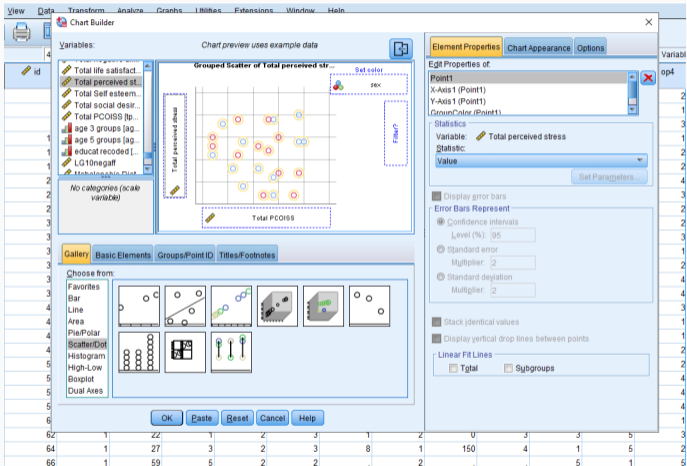 View Data Transform Analyze Graphs Utilities Extensions Window Help
Chart Builder
Variables:
Chart preview uses example data
Total life satisfact...
Total perceived st...
Total Self esteem...
Total social desir...
Total PCOISS [tp...
age 3 groups [ag...
age 5 groups [ag...
educat recoded [...
LG10negaff
No categories (scale
variable)
Grouped Scatter of Total perceived str...
Set color
sex
Filter?
Total perceived stress
Total PCOISS
Gallery Basic Elements Groups/Point ID Titles/Footnotes
Choose from:
Favorites
Bar
Line
Area
Pie/Polar
Scatter/Dot
Histogram
High-Low
Boxplot
Dual Axes
OK Paste Reset Cancel Help
Element Properties Chart Appearance Options
Edit Properties of:
Point1
X-Axis1 (Point1)
Y-Axis1 (Point1)
GroupColor (Point1)
Statistics
Variable: Total perceived stress
Statistic:
Value
Set Parameters...
Display error bars
Error Bars Represent
Confidence intervals
Level (%): 95
Standard error
Multiplier: 2
Standard deviation
Multiplier: 2
Stack identical values
Display vertical drop lines between points
Linear Fit Lines
Total Subgroups
id
op4
62 1 22 1 2 3 1 2 0 3 3 5 3
64 1 27 3 2 3 8 1 150 4 1 5 4
66 1 59 5 2 2 . 2 . . 5 1 5